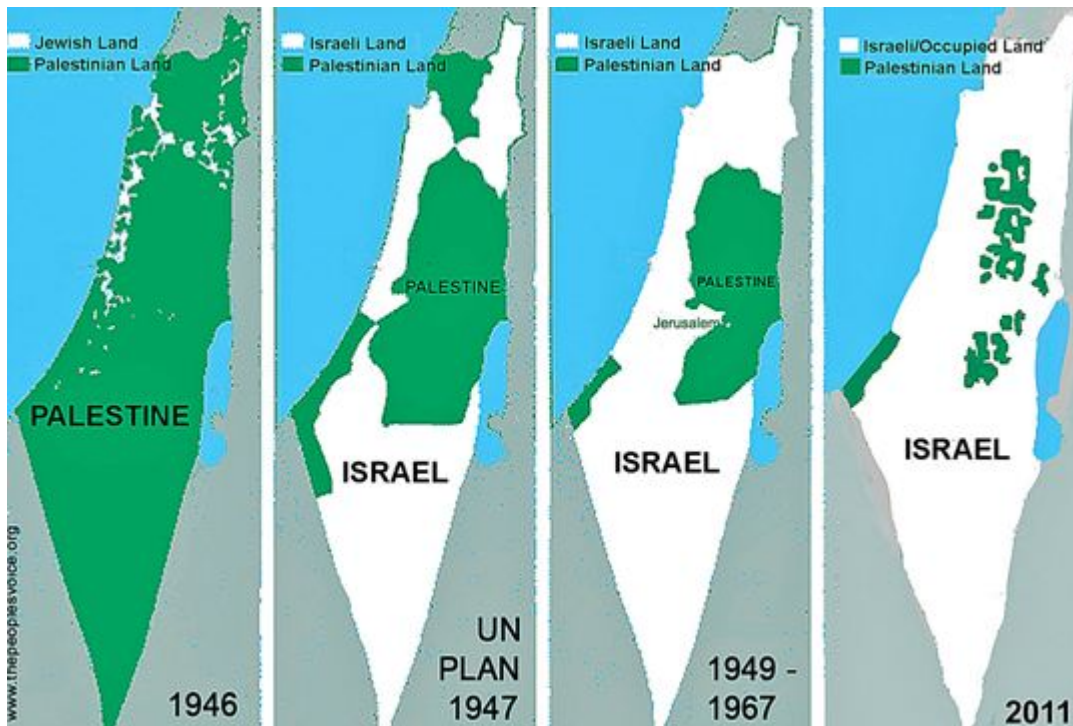 Jewish Land
Palestinian Land
PALESTINE
1946
www.thepeoplesvoice.org
Israeli Land
Palestinian Land
PALESTINE
ISRAEL
UN
PLAN
1947
Israeli Land
Palestinian Land
PALESTINE
Jerusalem
ISRAEL
1949 -
1967
Israeli/Occupied Land
Palestinian Land
ISRAEL
2011